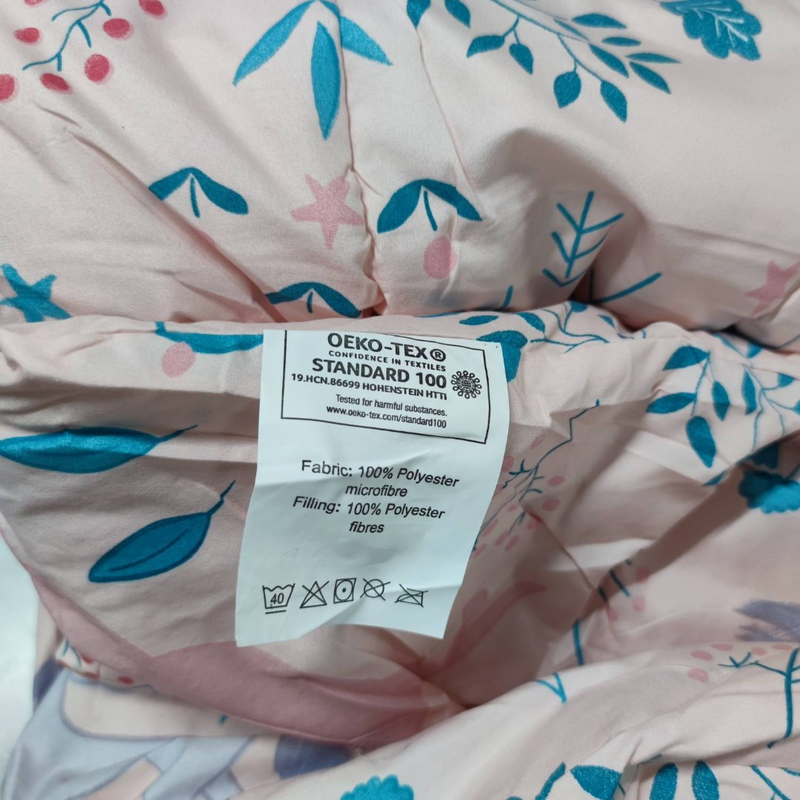 OEKO-TEX®
CONFIDENCE IN TEXTILES
STANDARD 100
19.HCN.86699 HOHENSTEIN HTTI
Tested for harmful substances.
www.oeko-tex.com/standard100
Fabric: 100% Polyester
microfibre
Filling: 100% Polyester
fibres
40